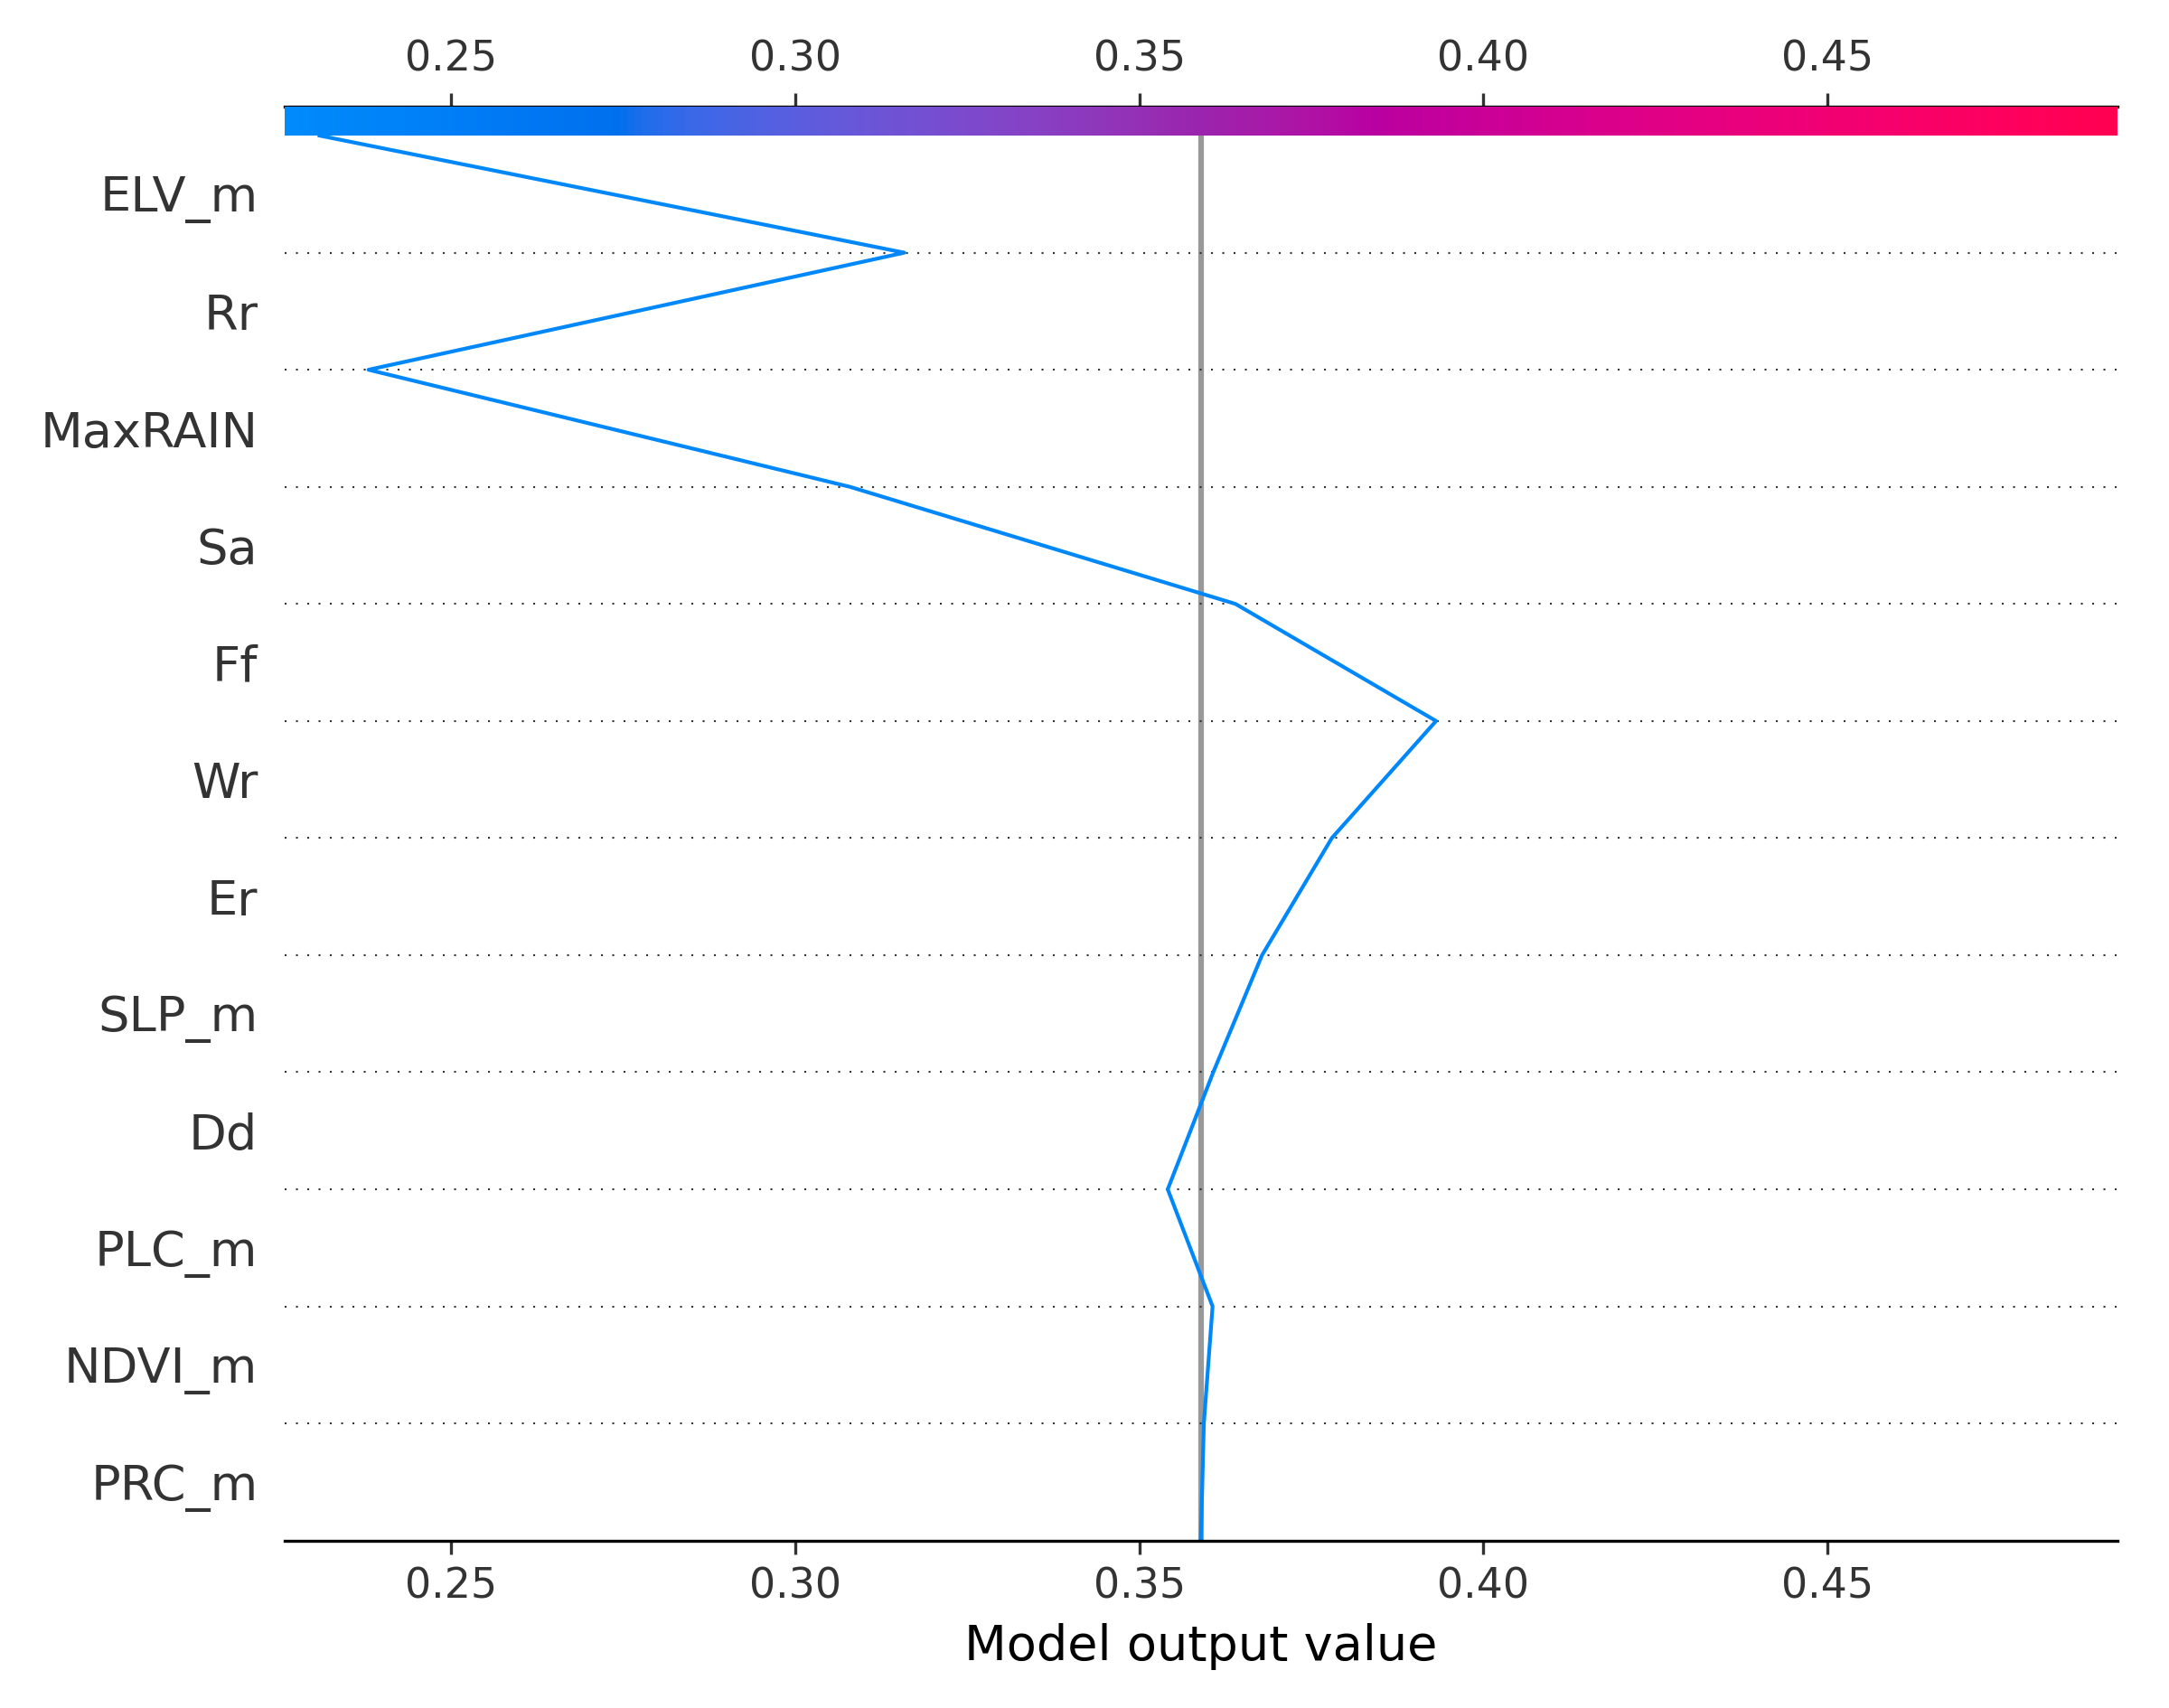 0.25 0.30 0.35 0.40 0.45
ELV_m
Rr
MaxRAIN
Sa
Ff
Wr
Er
SLP_m
Dd
PLC_m
NDVI_m
PRC_m
0.25 0.30 0.35 0.40 0.45
Model output value